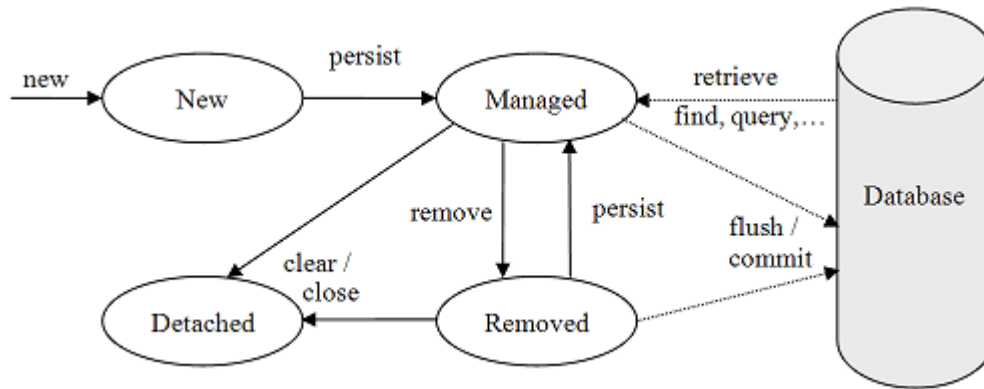 new
New
persist
Managed
retrieve
find, query,…
Database
remove
persist
flush /
commit
clear /
close
Detached
Removed